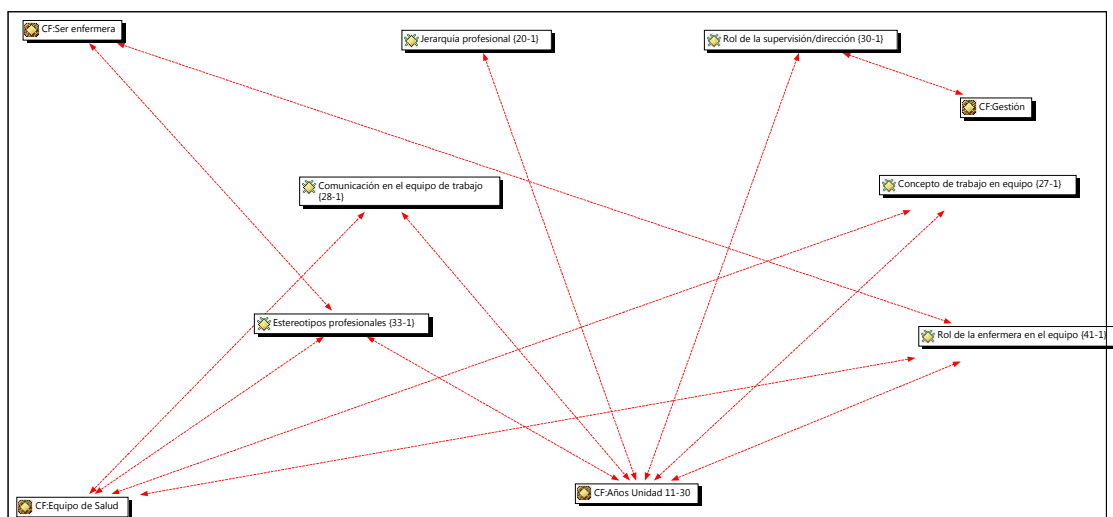 CF:Ser enfermera
Jerarquía profesional {20-1}
Rol de la supervisión/dirección {30-1}
CF:Gestión
Comunicación en el equipo de trabajo
{28-1}
Concepto de trabajo en equipo {27-1}
Estereotipos profesionales {33-1}
Rol de la enfermera en el equipo {41-1}
CF:Equipo de Salud
CF:Años Unidad 11-30